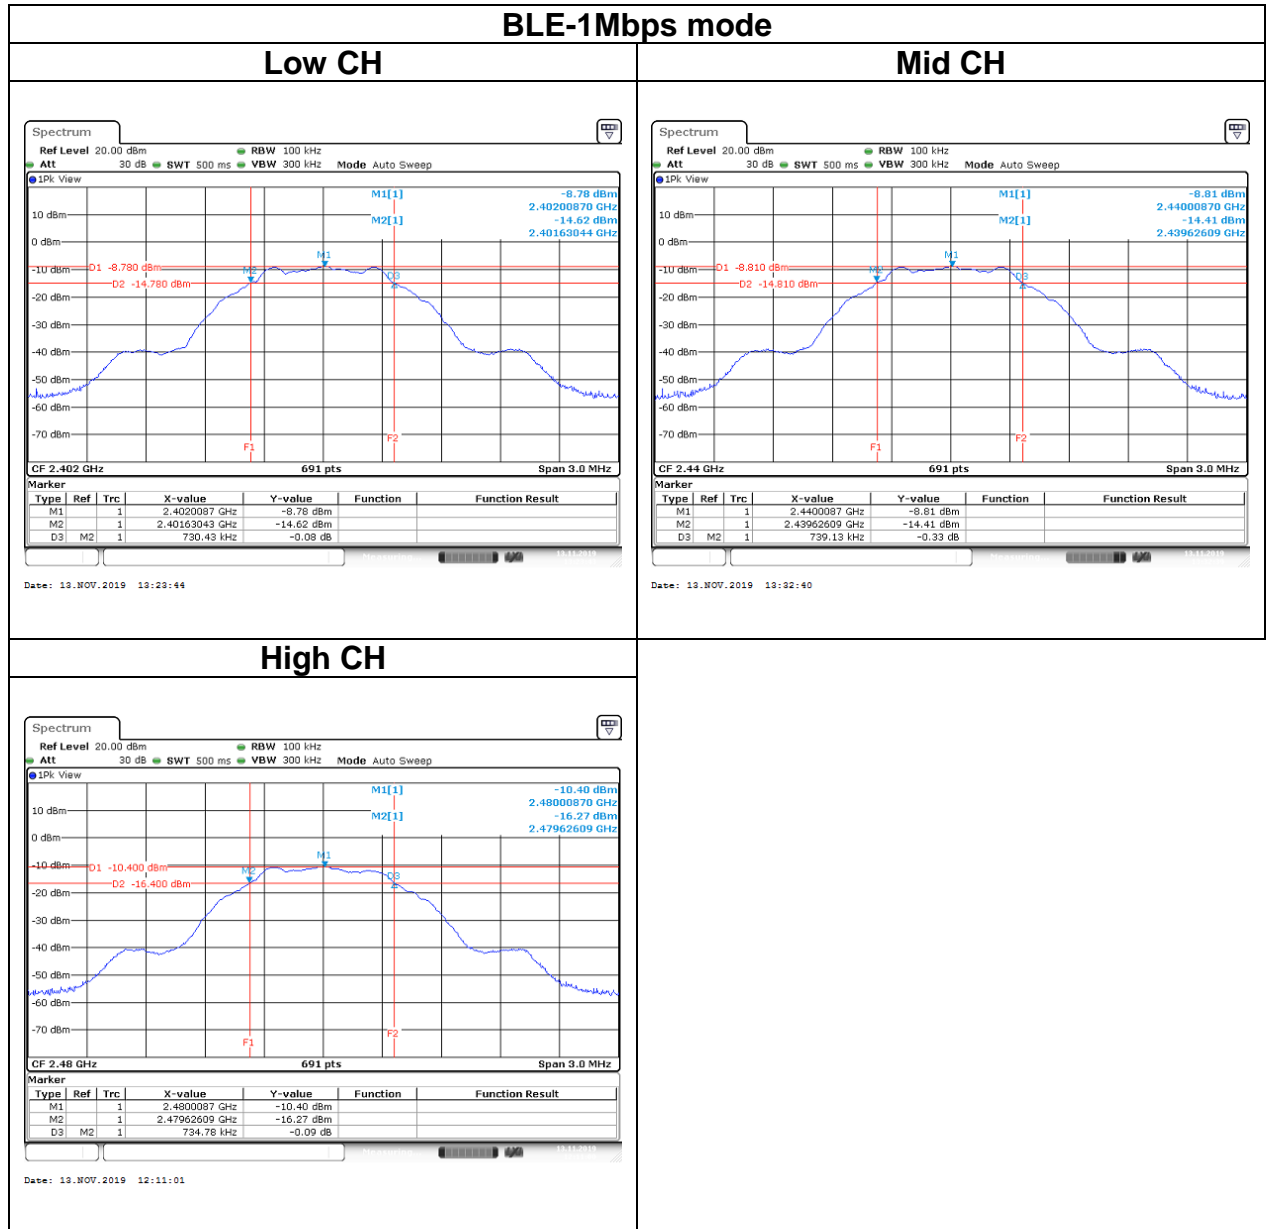 BLE-1Mbps mode
Low CH
Mid CH
Spectrum
Ref Level 20.00 dBm RBW 100 kHz
Att 30 dB SWT 500 ms VBW 300 kHz Mode Auto Sweep
1Pk View
M1[1] -8.78 dBm
2.40200870 GHz
M2[1] -14.62 dBm
2.40163044 GHz
10 dBm
0 dBm
M1
D1 -8.780 dBm
-10 dBm
M2
D3
D2 -14.780 dBm
-20 dBm
-30 dBm
-40 dBm
-50 dBm
-60 dBm
-70 dBm
F1
F2
CF 2.402 GHz 691 pts Span 3.0 MHz
Marker
Type Ref Trc X-value Y-value Function Function Result
M1 1 2.4020087 GHz -8.78 dBm
M2 1 2.40163043 GHz -14.62 dBm
D3 M2 1 730.43 kHz -0.08 dB
Date: 13.NOV.2019 13:23:44
Spectrum
Ref Level 20.00 dBm RBW 100 kHz
Att 30 dB SWT 500 ms VBW 300 kHz Mode Auto Sweep
1Pk View
M1[1] -8.81 dBm
2.44000870 GHz
M2[1] -14.41 dBm
2.43962609 GHz
10 dBm
0 dBm
M1
D1 -8.810 dBm
-10 dBm
M2
D3
D2 -14.810 dBm
-20 dBm
-30 dBm
-40 dBm
-50 dBm
-60 dBm
-70 dBm
F1
F2
CF 2.44 GHz 691 pts Span 3.0 MHz
Marker
Type Ref Trc X-value Y-value Function Function Result
M1 1 2.4400087 GHz -8.81 dBm
M2 1 2.43962609 GHz -14.41 dBm
D3 M2 1 739.13 kHz -0.33 dB
Date: 13.NOV.2019 13:32:40
High CH
Spectrum
Ref Level 20.00 dBm RBW 100 kHz
Att 30 dB SWT 500 ms VBW 300 kHz Mode Auto Sweep
1Pk View
M1[1] -10.40 dBm
2.48000870 GHz
M2[1] -16.27 dBm
2.47962609 GHz
10 dBm
0 dBm
M1
-10 dBm
D1 -10.400 dBm
M2
D3
D2 -16.400 dBm
-20 dBm
-30 dBm
-40 dBm
-50 dBm
-60 dBm
-70 dBm
F1
F2
CF 2.48 GHz 691 pts Span 3.0 MHz
Marker
Type Ref Trc X-value Y-value Function Function Result
M1 1 2.4800087 GHz -10.40 dBm
M2 1 2.47962609 GHz -16.27 dBm
D3 M2 1 734.78 kHz -0.09 dB
Date: 13.NOV.2019 12:11:01